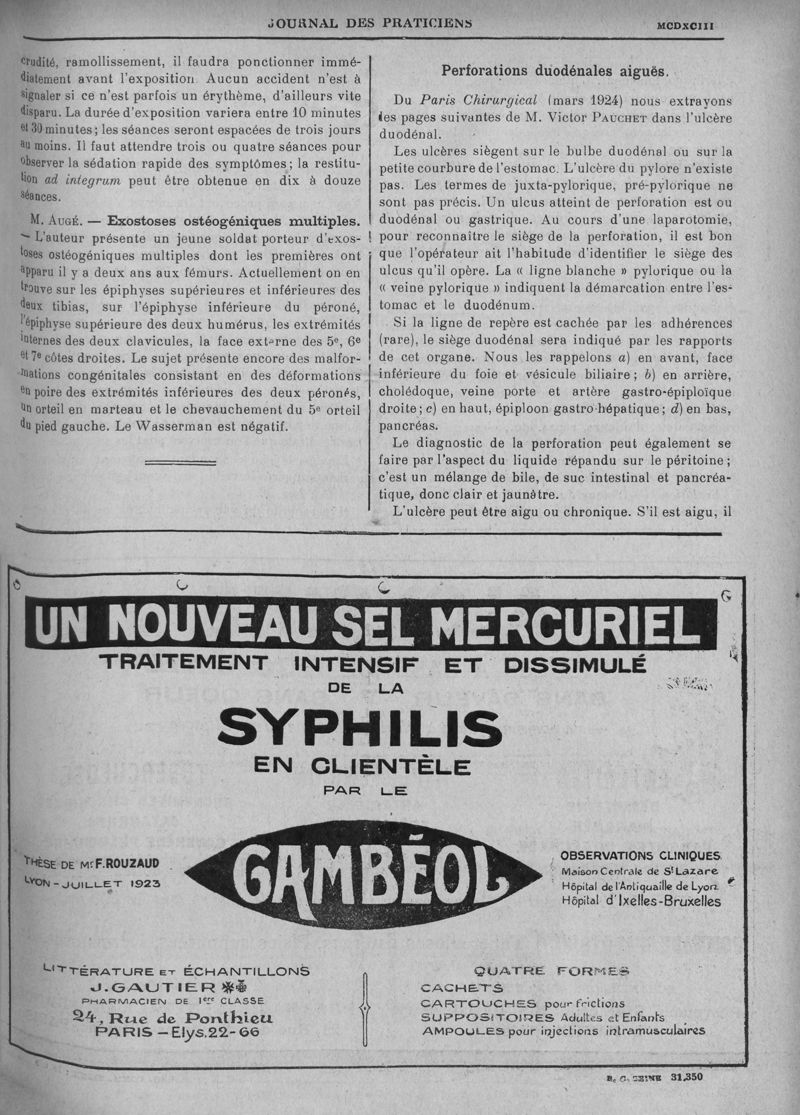 JOURNAL DES PRATICIENS
MCDXCIII
crudité, ramollissement, il faudra ponctionner immé-
diatement avant l'exposition. Aucun accident n'est à
signaler si ce n'est parfois un érythème, d'ailleurs vite
disparu. La durée d'exposition variera entre 10 minutes
et 30 minutes; les séances seront espacées de trois jours
au moins. Il faut attendre trois ou quatre séances pour
observer la sédation rapide des symptômes; la restitu-
tion ad integrum peut être obtenue en dix à douze
séances.
M. AUGÉ. — Exostoses ostéogéniques multiples.
— L'auteur présente un jeune soldat porteur d'exos-
toses ostéogéniques multiples dont les premières ont
apparu il y a deux ans aux fémurs. Actuellement on en
trouve sur les épiphyses supérieures et inférieures des
deux tibias, sur l'épiphyse inférieure du péroné,
l'épiphyse supérieure des deux humérus, les extrémités
internes des deux clavicules, la face externe des 5e, 6e
et 7e côtes droites. Le sujet présente encore des malfor-
mations congénitales consistant en des déformations
en poire des extrémités inférieures des deux péronés,
un orteil en marteau et le chevauchement du 5e orteil
du pied gauche. Le Wasserman est négatif.
Perforations duodénales aiguës.
Du Paris Chirurgical (mars 1924) nous extrayons
les pages suivantes de M. Victor PAUCHET dans l'ulcère
duodénal.
Les ulcères siègent sur le bulbe duodénal ou sur la
petite courbure de l'estomac. L'ulcère du pylore n'existe
pas. Les termes de juxta-pylorique, pré-pylorique ne
sont pas précis. Un ulcus atteint de perforation est ou
duodénal ou gastrique. Au cours d'une laparotomie,
pour reconnaître le siège de la perforation, il est bon
que l'opérateur ait l'habitude d'identifier le siège des
ulcus qu'il opère. La « ligne blanche » pylorique ou la
« veine pylorique » indiquent la démarcation entre l'es-
tomac et le duodénum.
Si la ligne de repère est cachée par les adhérences
(rare), le siège duodénal sera indiqué par les rapports
de cet organe. Nous les rappelons a) en avant, face
inférieure du foie et vésicule biliaire; b) en arrière,
cholédoque, veine porte et artère gastro-épiploïque
droite; c) en haut, épiploon gastro-hépatique; d) en bas,
pancréas.
Le diagnostic de la perforation peut également se
faire par l'aspect du liquide répandu sur le péritoine;
c'est un mélange de bile, de suc intestinal et pancréa-
tique, donc clair et jaunâtre.
L'ulcère peut être aigu ou chronique. S'il est aigu, il
UN NOUVEAU SEL MERCURIEL
TRAITEMENT INTENSIF ET DISSIMULÉ
DE LA
SYPHILIS
EN CLIENTÈLE
PAR LE
GAMBÉOL
THÈSE DE Mr F. ROUZAUD
LYON - JUILLET 1923
OBSERVATIONS CLINIQUES
Maison Centrale de St Lazare
Hôpital de l'Antiquaille de Lyon
Hôpital d'Ixelles-Bruxelles
LITTÉRATURE ET ÉCHANTILLONS
J. GAUTIER
PHARMACIEN DE 1ère CLASSE
24, Rue de Ponthieu
PARIS — Elys. 22-66
QUATRE FORMES
CACHETS
CARTOUCHES pour frictions
SUPPOSITOIRES Adultes et Enfants
AMPOULES pour injections intramusculaires
R. C. SEINE 31.350